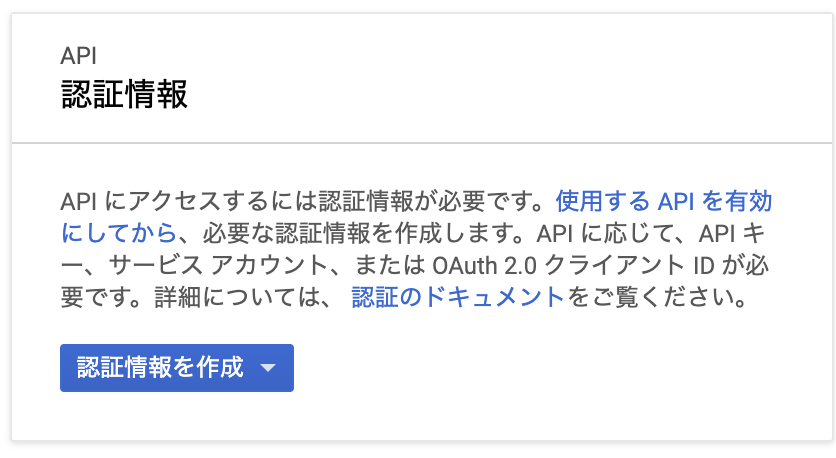 API
認証情報
API にアクセスするには認証情報が必要です。使用する API を有効
にしてから、必要な認証情報を作成します。API に応じて、API キ
ー、サービス アカウント、または OAuth 2.0 クライアント ID が必
要です。詳細については、 認証のドキュメントをご覧ください。
認証情報を作成